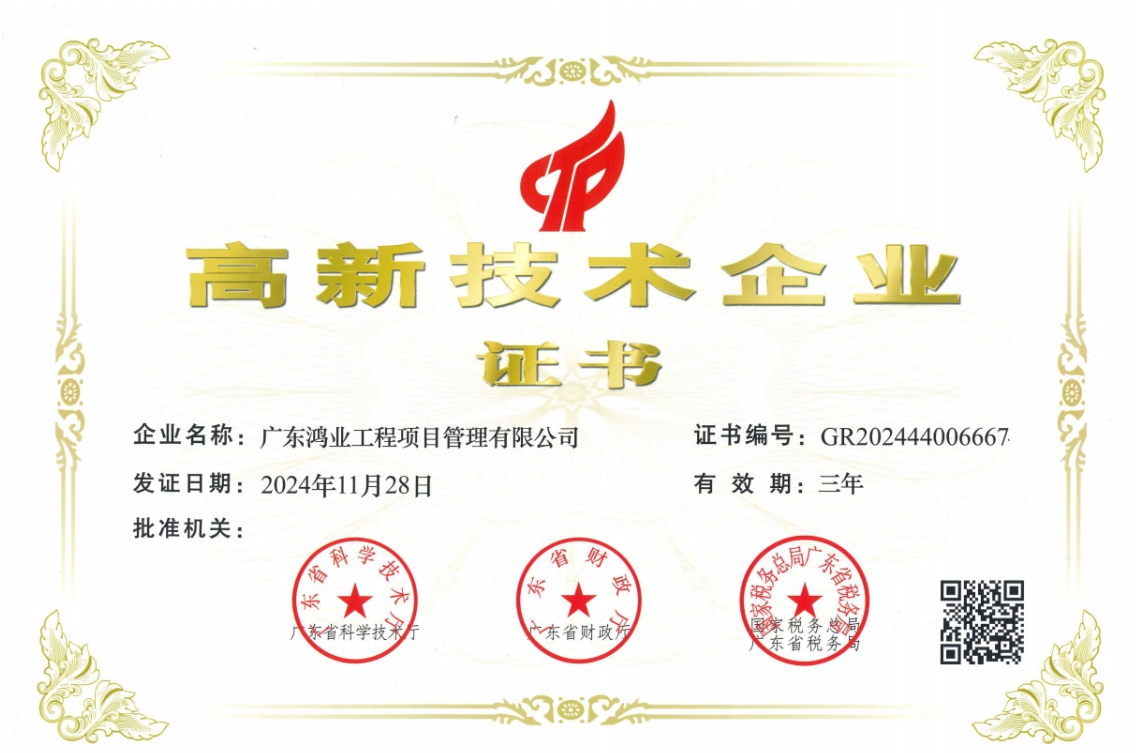 高新技术企业
证书
企业名称：广东鸿业工程项目管理有限公司
证书编号：GR202444006667
发证日期：2024年11月28日
有效期：三年
批准机关：
广东省科学技术厅
广东省科学技术厅
广东省财政厅
广东省财政厅
国家税务总局广东省税务局
国家税务总局
广东省税务局